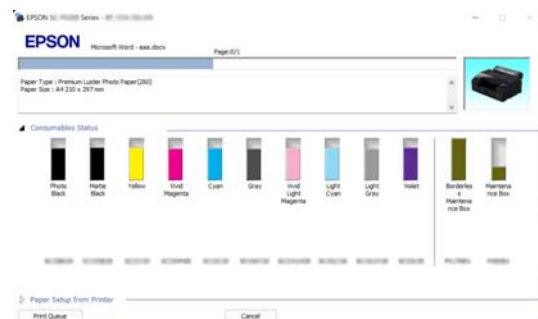 EPSON
Series -
EPSON
Microsoft Word - aaa.docx
Page:0/1
Paper Type : Premium Luster Photo Paper(260)
Paper Size : A4 210 x 297 mm
Consumables Status
Photo Black
Matte Black
Yellow
Vivid Magenta
Cyan
Gray
Vivid Light Magenta
Light Cyan
Light Gray
Violet
Borderles
s
Maintena
nce Box
Maintena
nce Box
Paper Setup from Printer
Print Queue
Cancel